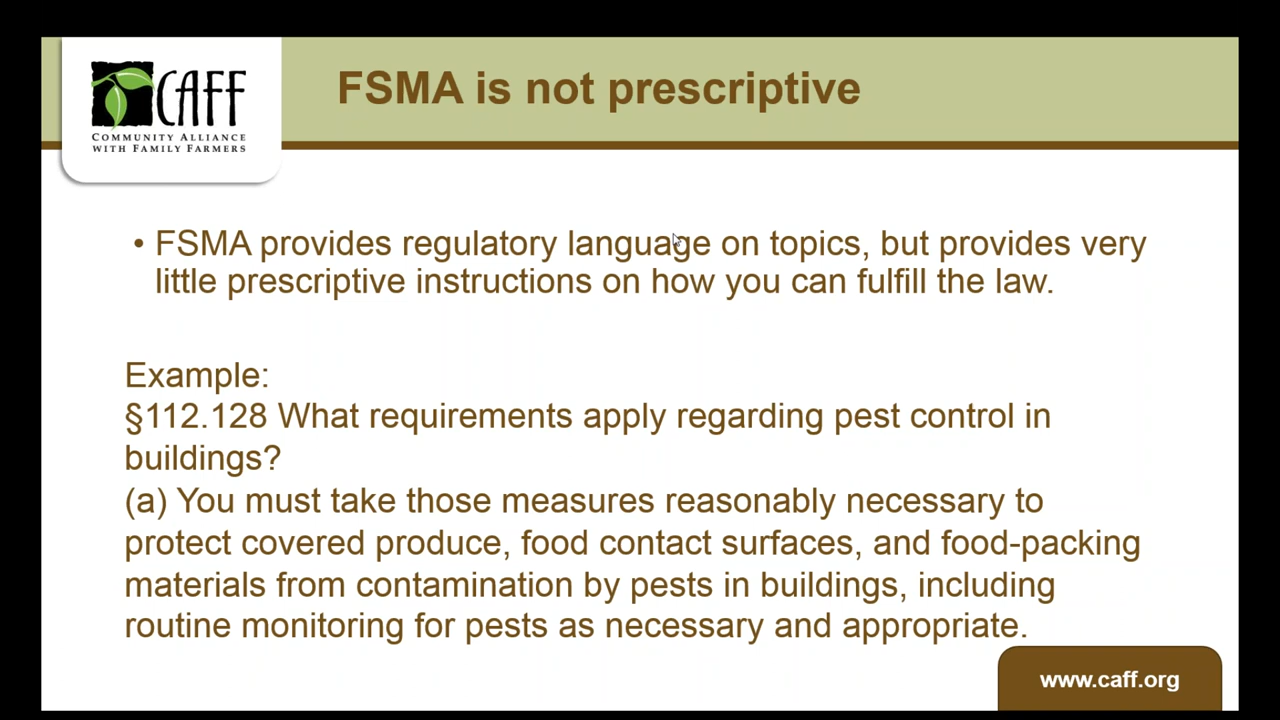 CAFF
COMMUNITY ALLIANCE
WITH FAMILY FARMERS
FSMA is not prescriptive
• FSMA provides regulatory language on topics, but provides very
little prescriptive instructions on how you can fulfill the law.
Example:
§112.128 What requirements apply regarding pest control in
buildings?
(a) You must take those measures reasonably necessary to
protect covered produce, food contact surfaces, and food-packing
materials from contamination by pests in buildings, including
routine monitoring for pests as necessary and appropriate.
www.caff.org